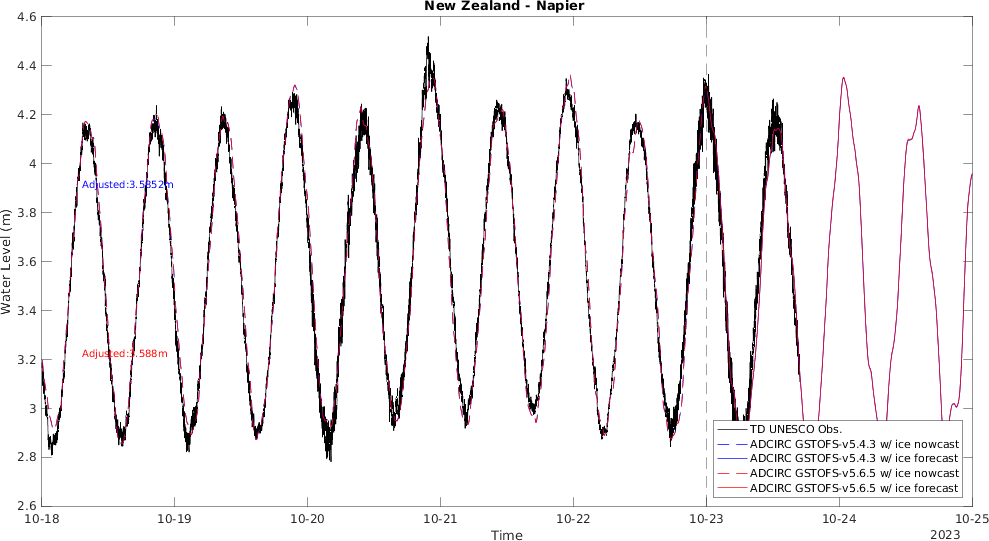 New Zealand - Napier
4.6
4.4
4.2
4
3.8
3.6
3.4
3.2
3
2.8
2.6
Water Level (m)
Adjusted:3.5852m
Adjusted:3.588m
TD UNESCO Obs.
ADCIRC GSTOFS-v5.4.3 w/ ice nowcast
ADCIRC GSTOFS-v5.4.3 w/ ice forecast
ADCIRC GSTOFS-v5.6.5 w/ ice nowcast
ADCIRC GSTOFS-v5.6.5 w/ ice forecast
10-18 10-19 10-20 10-21 10-22 10-23 10-24 10-25
Time
2023